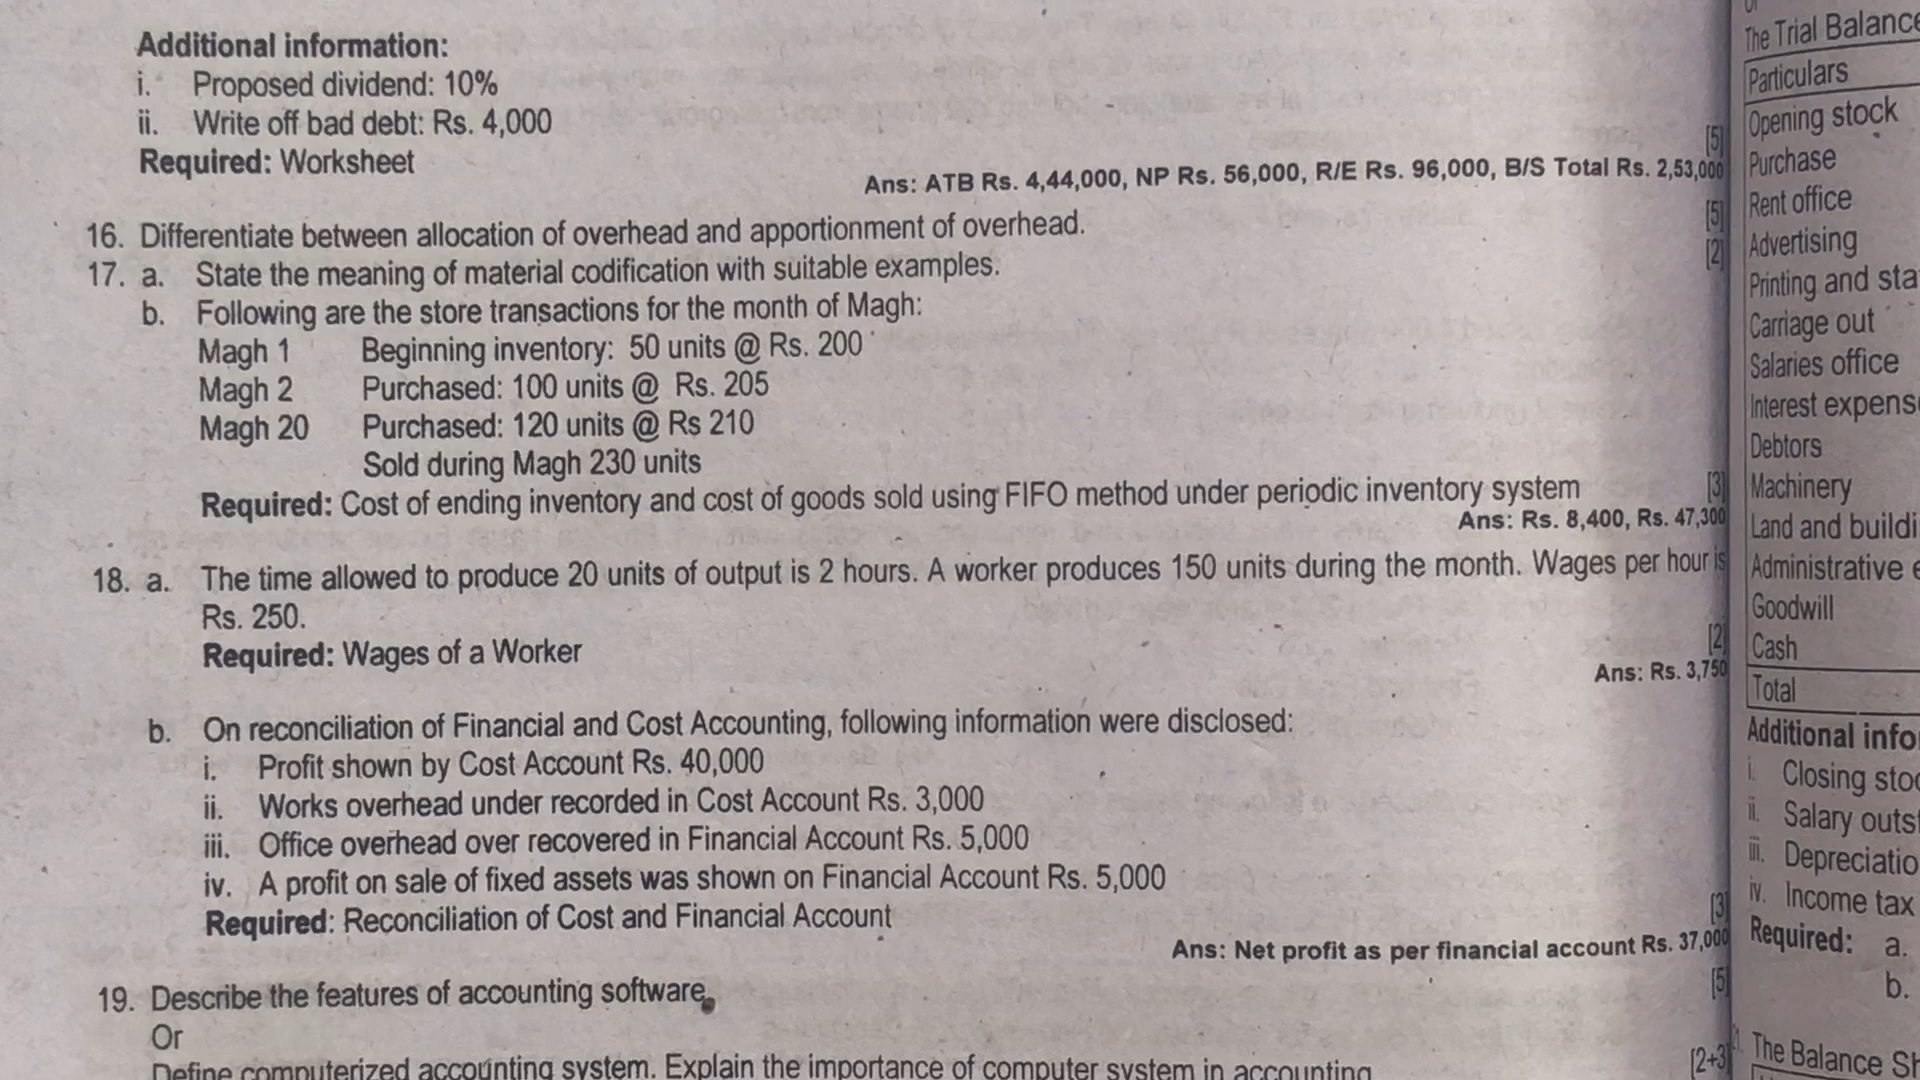 Additional information:
i. Proposed dividend: 10%
ii. Write off bad debt: Rs. 4,000
Required: Worksheet [5]
Ans: ATB Rs. 4,44,000, NP Rs. 56,000, R/E Rs. 96,000, B/S Total Rs. 2,53,000
16. Differentiate between allocation of overhead and apportionment of overhead. [5]
17. a. State the meaning of material codification with suitable examples. [2]
b. Following are the store transactions for the month of Magh:
Magh 1 Beginning inventory: 50 units @ Rs. 200
Magh 2 Purchased: 100 units @ Rs. 205
Magh 20 Purchased: 120 units @ Rs 210
Sold during Magh 230 units
Required: Cost of ending inventory and cost of goods sold using FIFO method under periodic inventory system [3]
Ans: Rs. 8,400, Rs. 47,300
18. a. The time allowed to produce 20 units of output is 2 hours. A worker produces 150 units during the month. Wages per hour is
Rs. 250.
Required: Wages of a Worker [2]
Ans: Rs. 3,750
b. On reconciliation of Financial and Cost Accounting, following information were disclosed:
i. Profit shown by Cost Account Rs. 40,000
ii. Works overhead under recorded in Cost Account Rs. 3,000
iii. Office overhead over recovered in Financial Account Rs. 5,000
iv. A profit on sale of fixed assets was shown on Financial Account Rs. 5,000
Required: Reconciliation of Cost and Financial Account [3]
Ans: Net profit as per financial account Rs. 37,000
19. Describe the features of accounting software. [5]
Or
Define computerized accounting system. Explain the importance of computer system in accounting [2+3]
The Trial Balance
Particulars
Opening stock
Purchase
Rent office
Advertising
Printing and sta
Carriage out
Salaries office
Interest expens
Debtors
Machinery
Land and buildi
Administrative e
Goodwill
Cash
Total
Additional info
i. Closing stoc
ii. Salary outs
iii. Depreciatio
iv. Income tax
Required: a.
b.
The Balance Sh